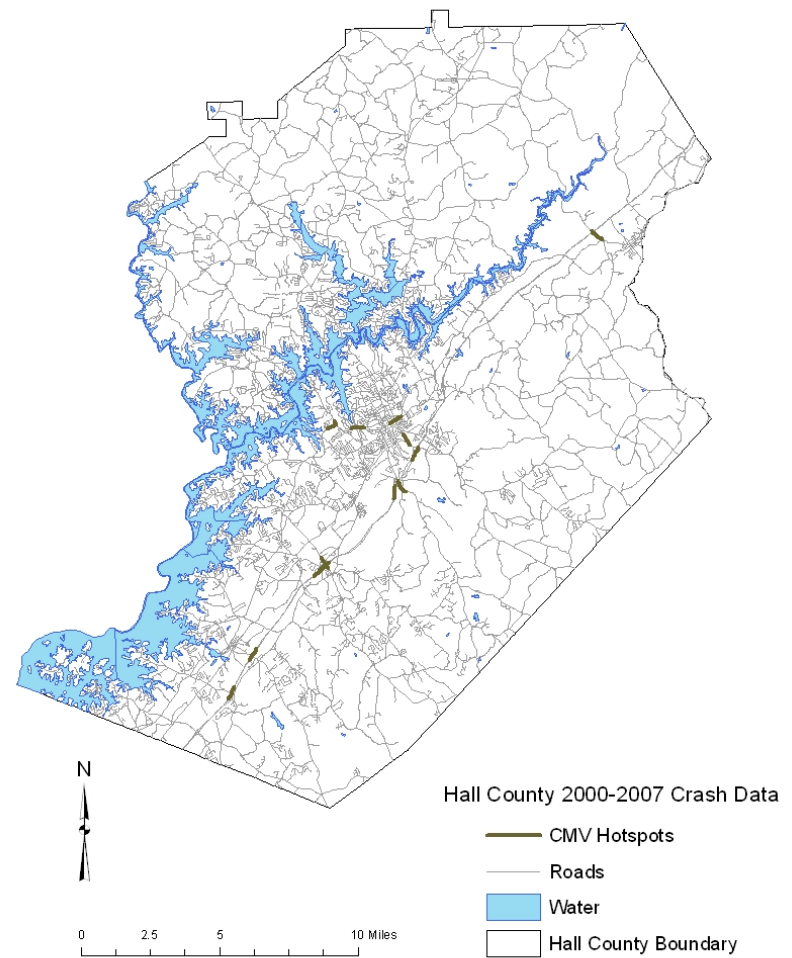 N
Hall County 2000-2007 Crash Data
CMV Hotspots
Roads
Water
Hall County Boundary
0 2.5 5 10 Miles